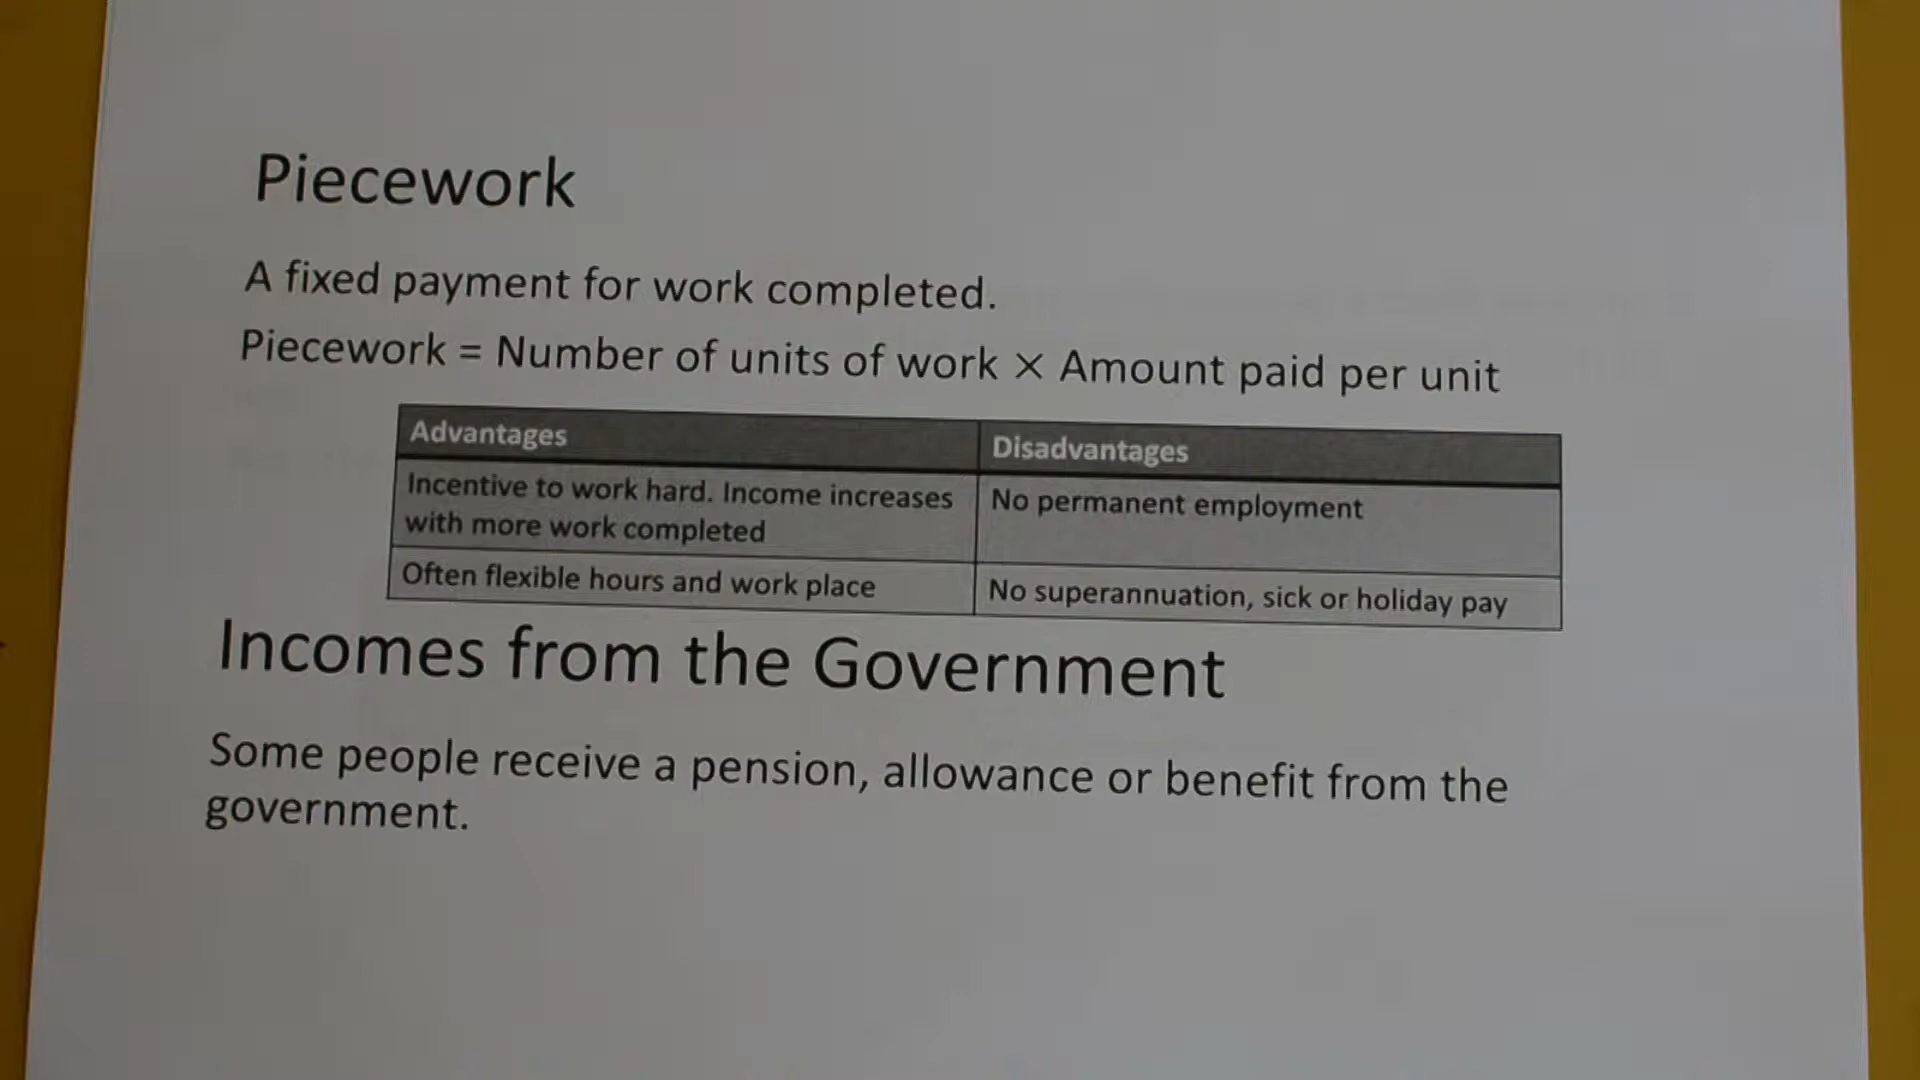 Piecework
A fixed payment for work completed.
Piecework = Number of units of work × Amount paid per unit
Advantages Disadvantages
Incentive to work hard. Income increases No permanent employment
with more work completed
Often flexible hours and work place No superannuation, sick or holiday pay
Incomes from the Government
Some people receive a pension, allowance or benefit from the
government.